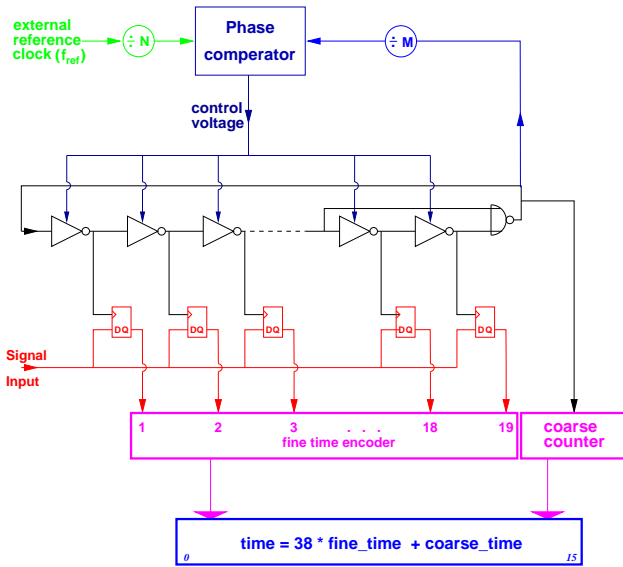 external
reference
clock (f_ref)
÷ N
Phase
comperator
÷ M
control
voltage
DQ DQ DQ DQ DQ
Signal
Input
1 2 3 . . . 18 19
fine time encoder
coarse
counter
time = 38 * fine_time + coarse_time
0 15